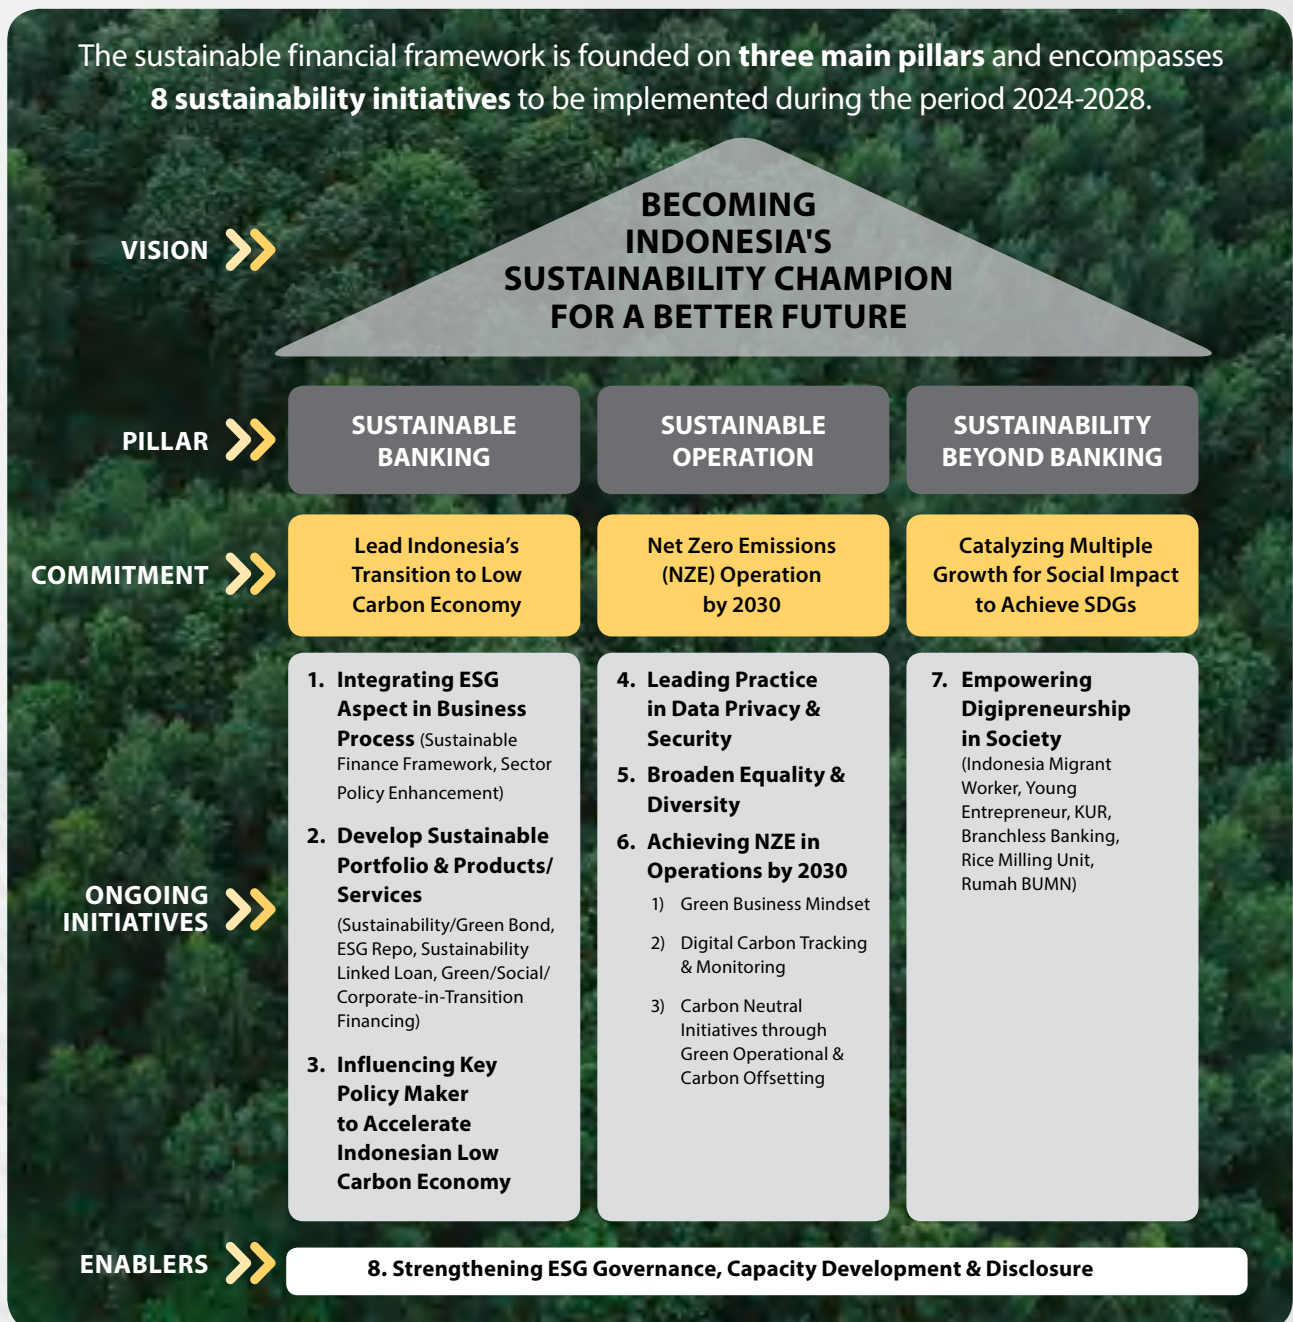 The sustainable financial framework is founded on three main pillars and encompasses
8 sustainability initiatives to be implemented during the period 2024-2028.
VISION
BECOMING
INDONESIA'S
SUSTAINABILITY CHAMPION
FOR A BETTER FUTURE
PILLAR
SUSTAINABLE
BANKING
SUSTAINABLE
OPERATION
SUSTAINABILITY
BEYOND BANKING
COMMITMENT
Lead Indonesia’s
Transition to Low
Carbon Economy
Net Zero Emissions
(NZE) Operation
by 2030
Catalyzing Multiple
Growth for Social Impact
to Achieve SDGs
ONGOING
INITIATIVES
1. Integrating ESG
Aspect in Business
Process (Sustainable
Finance Framework, Sector
Policy Enhancement)
2. Develop Sustainable
Portfolio & Products/
Services
(Sustainability/Green Bond,
ESG Repo, Sustainability
Linked Loan, Green/Social/
Corporate-in-Transition
Financing)
3. Influencing Key
Policy Maker
to Accelerate
Indonesian Low
Carbon Economy
4. Leading Practice
in Data Privacy &
Security
5. Broaden Equality &
Diversity
6. Achieving NZE in
Operations by 2030
1) Green Business Mindset
2) Digital Carbon Tracking
& Monitoring
3) Carbon Neutral
Initiatives through
Green Operational &
Carbon Offsetting
7. Empowering
Digipreneurship
in Society
(Indonesia Migrant
Worker, Young
Entrepreneur, KUR,
Branchless Banking,
Rice Milling Unit,
Rumah BUMN)
ENABLERS
8. Strengthening ESG Governance, Capacity Development & Disclosure